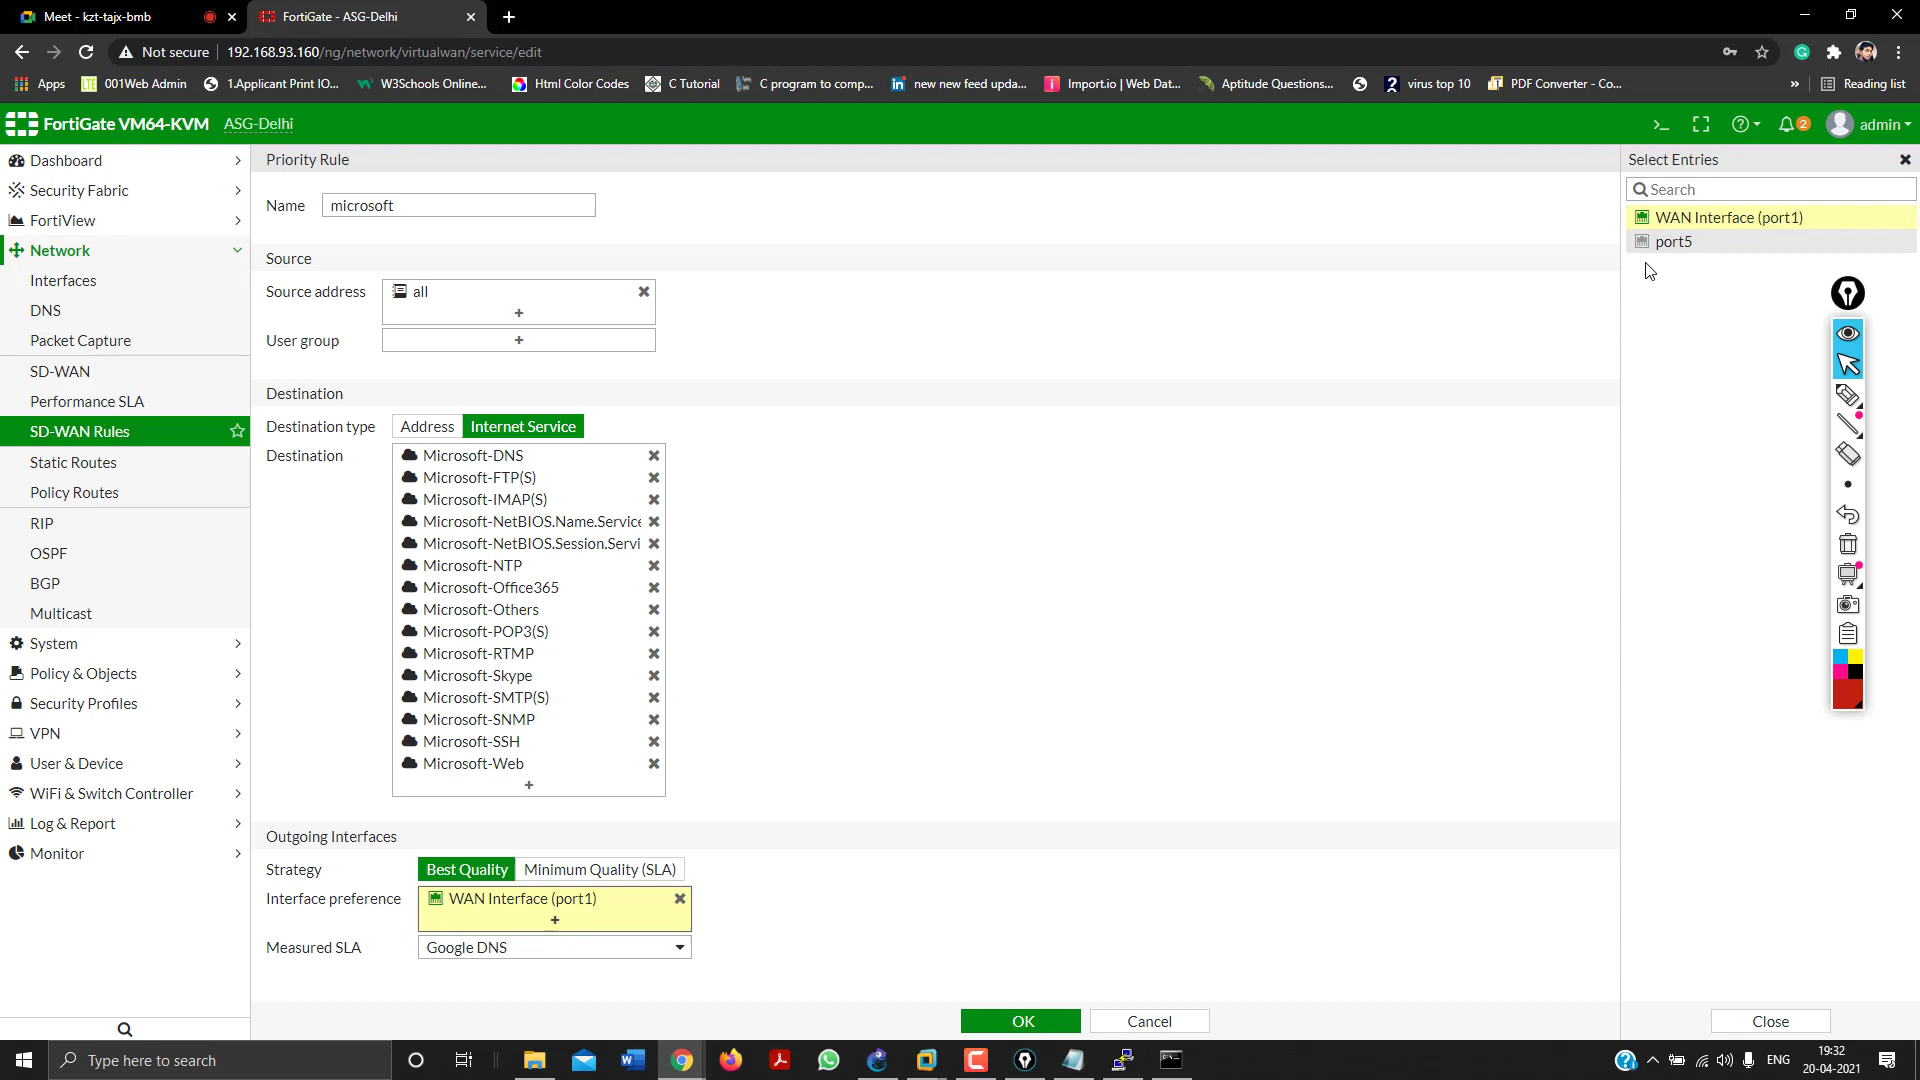 Meet - kzt-tajx-bmb
FortiGate - ASG-Delhi
Not secure 192.168.93.160/ng/network/virtualwan/service/edit
Apps 001Web Admin 1.Applicant Print IO... W3Schools Online... Html Color Codes C Tutorial C program to comp... new new feed upda... Import.io | Web Dat... Aptitude Questions... virus top 10 PDF Converter - Co... » Reading list
FortiGate VM64-KVM ASG-Delhi
2 admin
Dashboard
Security Fabric
FortiView
Network
Interfaces
DNS
Packet Capture
SD-WAN
Performance SLA
SD-WAN Rules
Static Routes
Policy Routes
RIP
OSPF
BGP
Multicast
System
Policy & Objects
Security Profiles
VPN
User & Device
WiFi & Switch Controller
Log & Report
Monitor
Priority Rule
Name microsoft
Source
Source address all
+
User group +
Destination
Destination type Address Internet Service
Destination Microsoft-DNS
Microsoft-FTP(S)
Microsoft-IMAP(S)
Microsoft-NetBIOS.Name.Service
Microsoft-NetBIOS.Session.Servi
Microsoft-NTP
Microsoft-Office365
Microsoft-Others
Microsoft-POP3(S)
Microsoft-RTMP
Microsoft-Skype
Microsoft-SMTP(S)
Microsoft-SNMP
Microsoft-SSH
Microsoft-Web
+
Outgoing Interfaces
Strategy Best Quality Minimum Quality (SLA)
Interface preference WAN Interface (port1)
+
Measured SLA Google DNS
OK Cancel
Select Entries
Search
WAN Interface (port1)
port5
Close
Type here to search
ENG
19:32
20-04-2021